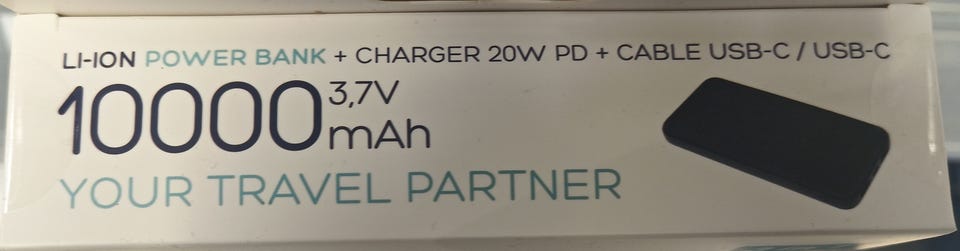 LI-ION POWER BANK + CHARGER 20W PD + CABLE USB-C / USB-C
10000 3,7V mAh
YOUR TRAVEL PARTNER